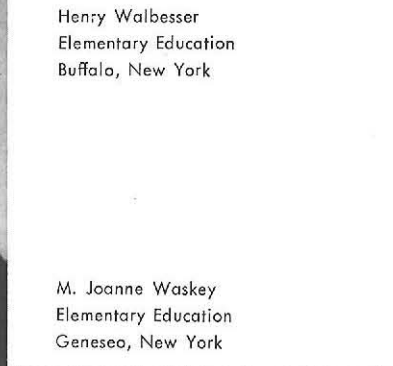 Henry Walbesser
Elementary Education
Buffalo, New York
M. Joanne Waskey
Elementary Education
Geneseo, New York